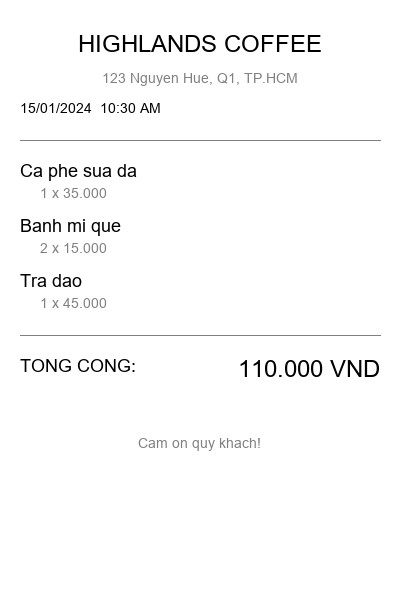 HIGHLANDS COFFEE
123 Nguyen Hue, Q1, TP.HCM
15/01/2024  10:30 AM
Ca phe sua da
1 x 35.000
Banh mi que
2 x 15.000
Tra dao
1 x 45.000
TONG CONG: 110.000 VND
Cam on quy khach!